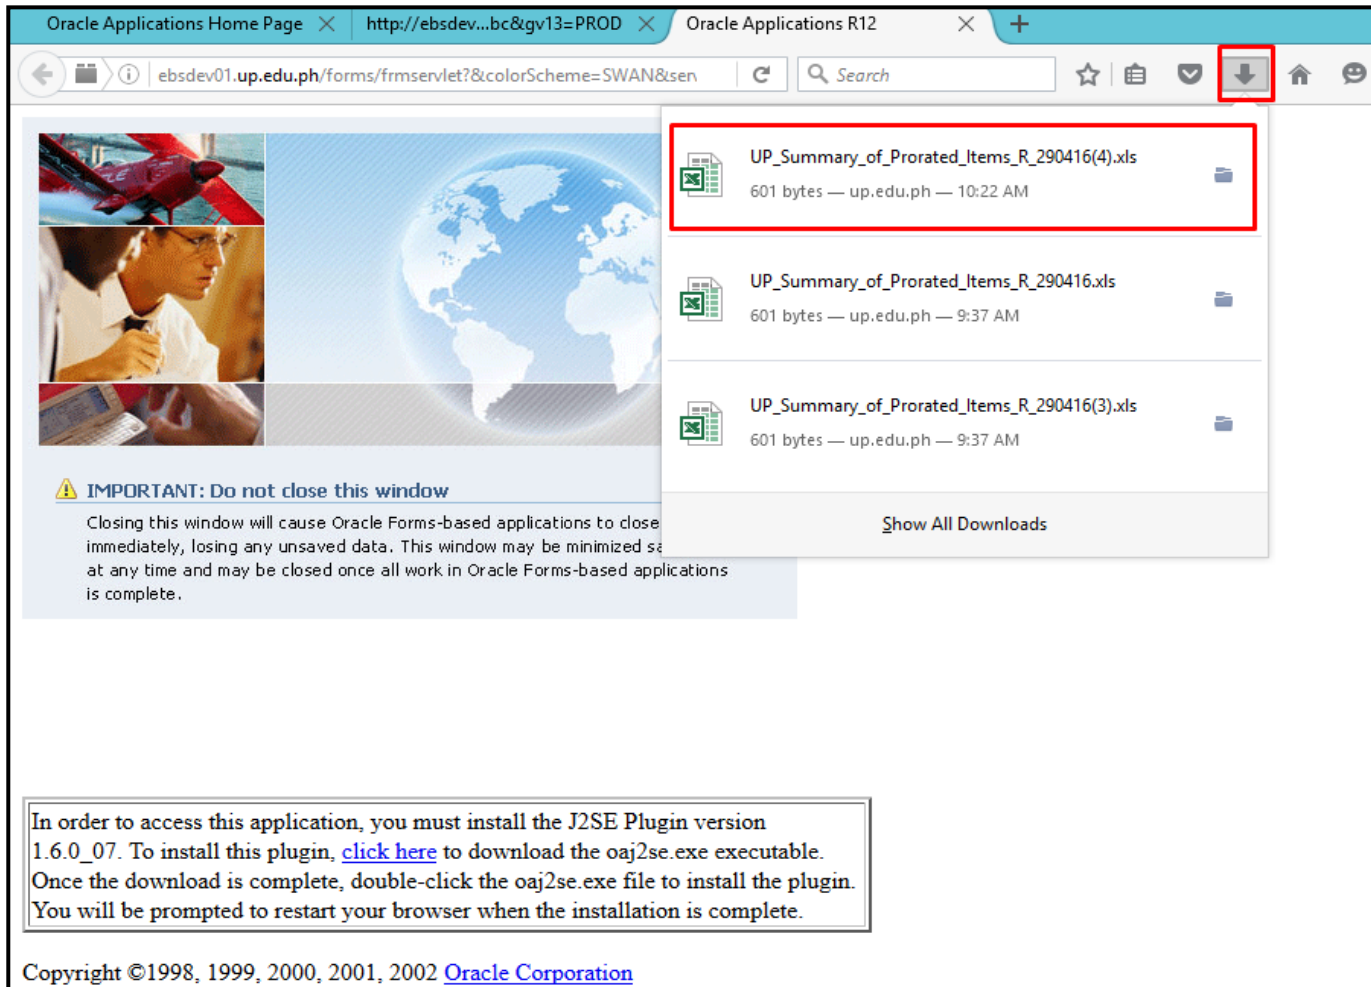 Oracle Applications Home Page
http://ebsdev...bc&gv13=PROD
Oracle Applications R12
ebsdev01.up.edu.ph/forms/frmservlet?&colorScheme=SWAN&ser
Search
UP_Summary_of_Prorated_Items_R_290416(4).xls
601 bytes — up.edu.ph — 10:22 AM
UP_Summary_of_Prorated_Items_R_290416.xls
601 bytes — up.edu.ph — 9:37 AM
UP_Summary_of_Prorated_Items_R_290416(3).xls
601 bytes — up.edu.ph — 9:37 AM
Show All Downloads
IMPORTANT: Do not close this window
Closing this window will cause Oracle Forms-based applications to close
immediately, losing any unsaved data. This window may be minimized
at any time and may be closed once all work in Oracle Forms-based applications
is complete.
In order to access this application, you must install the J2SE Plugin version
1.6.0_07. To install this plugin, click here to download the oaj2se.exe executable.
Once the download is complete, double-click the oaj2se.exe file to install the plugin.
You will be prompted to restart your browser when the installation is complete.
Copyright ©1998, 1999, 2000, 2001, 2002 Oracle Corporation